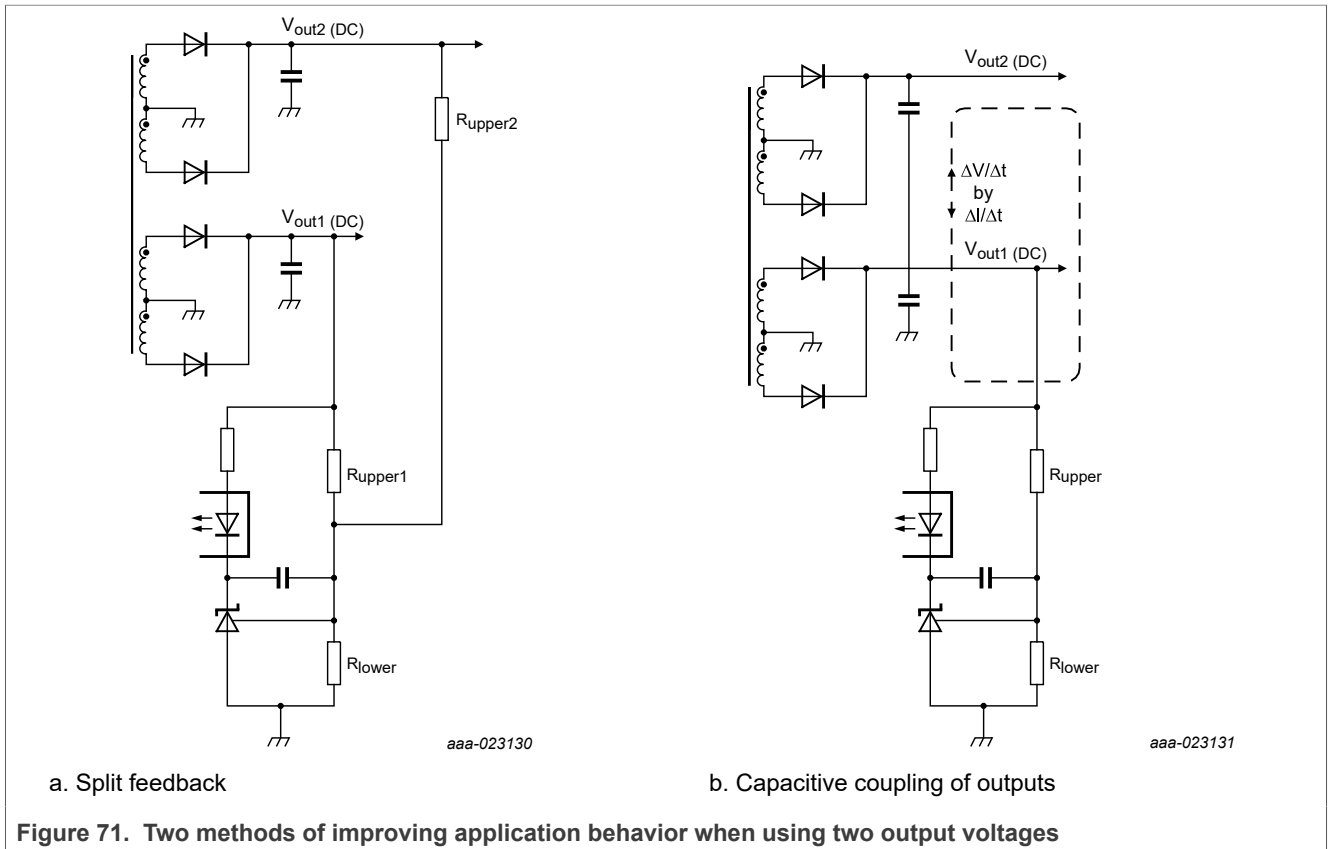 Vout2 (DC)
Rupper2
Vout1 (DC)
Rupper1
Rlower
aaa-023130
a. Split feedback
Vout2 (DC)
ΔV/Δt
by
ΔI/Δt
Vout1 (DC)
Rupper
Rlower
aaa-023131
b. Capacitive coupling of outputs
Figure 71. Two methods of improving application behavior when using two output voltages